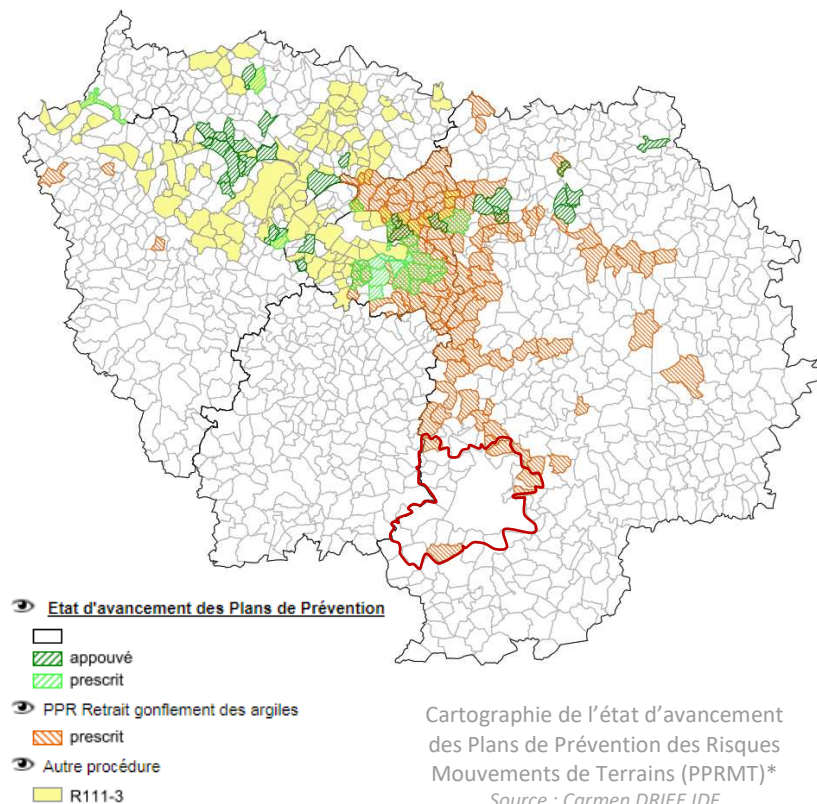 Etat d'avancement des Plans de Prévention
appouvé
prescrit
PPR Retrait gonflement des argiles
prescrit
Autre procédure
R111-3
Cartographie de l'état d'avancement
des Plans de Prévention des Risques
Mouvements de Terrains (PPRMT)*
Source : Carmen DRIEE IDF